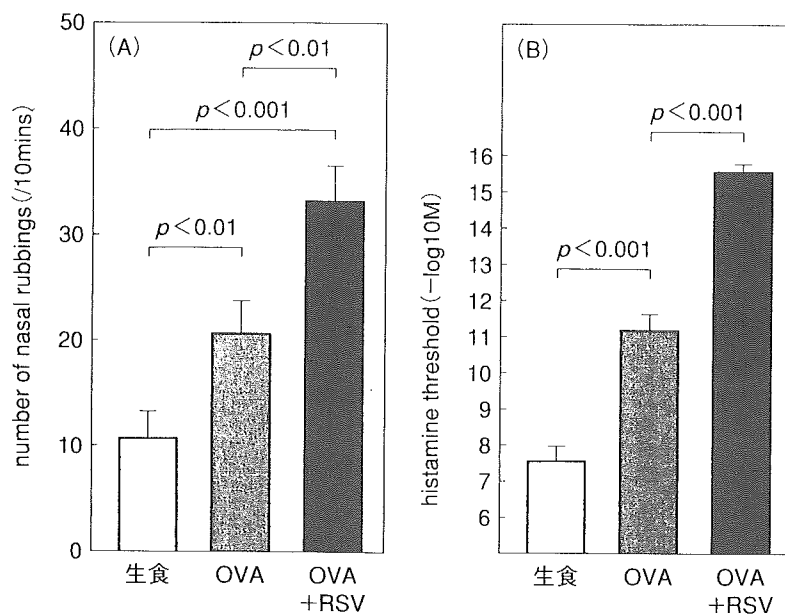 (A)
number of nasal rubbings(/10mins)
50
40
30
20
10
0
p<0.01
p<0.001
p<0.01
生食
OVA
OVA
+RSV
(B)
histamine threshold(−log10M)
16
15
14
13
12
11
10
9
8
7
6
p<0.001
p<0.001
生食
OVA
OVA
+RSV